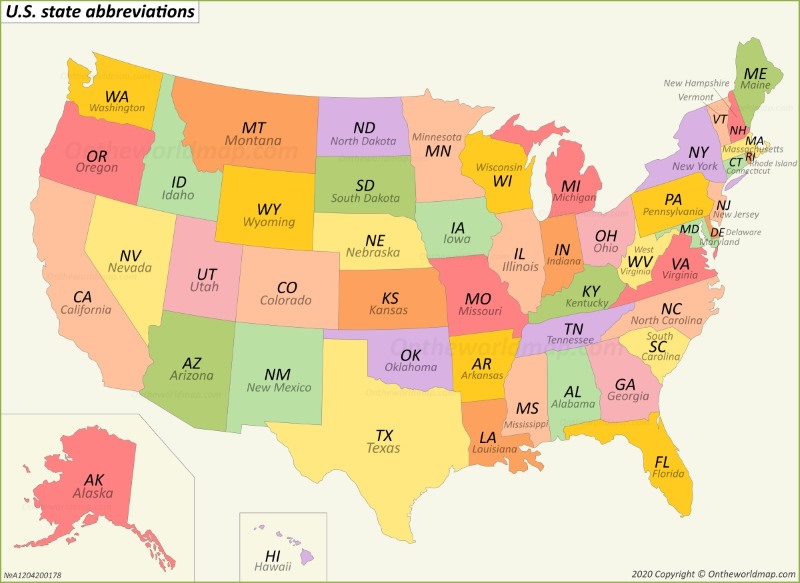 U.S. state abbreviations
WA
Washington
OR
Oregon
CA
California
NV
Nevada
ID
Idaho
MT
Montana
WY
Wyoming
UT
Utah
CO
Colorado
AZ
Arizona
NM
New Mexico
ND
North Dakota
SD
South Dakota
NE
Nebraska
KS
Kansas
OK
Oklahoma
TX
Texas
Minnesota
MN
IA
Iowa
MO
Missouri
AR
Arkansas
LA
Louisiana
Wisconsin
WI
IL
Illinois
MI
Michigan
IN
Indiana
OH
Ohio
KY
Kentucky
TN
Tennessee
MS
Mississippi
AL
Alabama
GA
Georgia
FL
Florida
South
SC
Carolina
NC
North Carolina
VA
Virginia
West
WV
Virginia
PA
Pennsylvania
NY
New York
New Hampshire
Vermont
VT
NH
ME
Maine
MA
Massachusetts
RI
Rhode Island
CT
Connecticut
NJ
New Jersey
DE
Delaware
MD
Maryland
AK
Alaska
HI
Hawaii
Ontheworldmap.com
Ontheworldmap.com
№A1204200178
2020 Copyright © Ontheworldmap.com